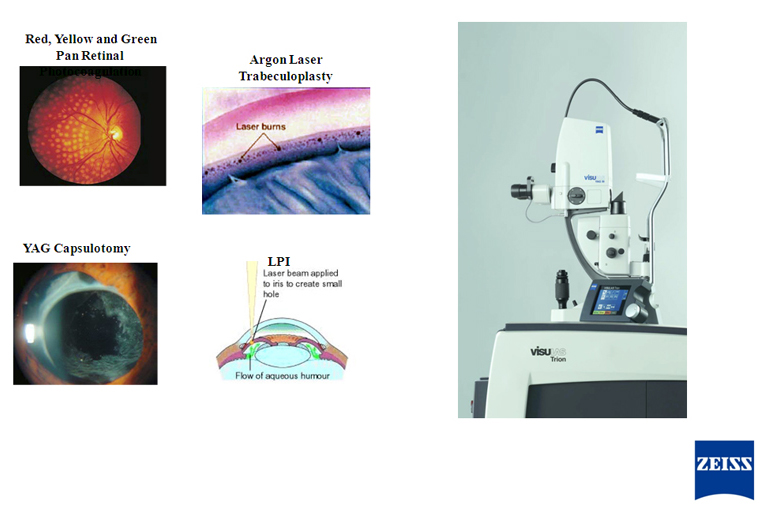 Red, Yellow and Green
Pan Retinal
Photocoagulation
Argon Laser
Trabeculoplasty
Laser burns
YAG Capsulotomy
LPI
Laser beam applied
to iris to create small
hole
Flow of aqueous humour
ZEISS
visu
visu
Trion
ZEISS